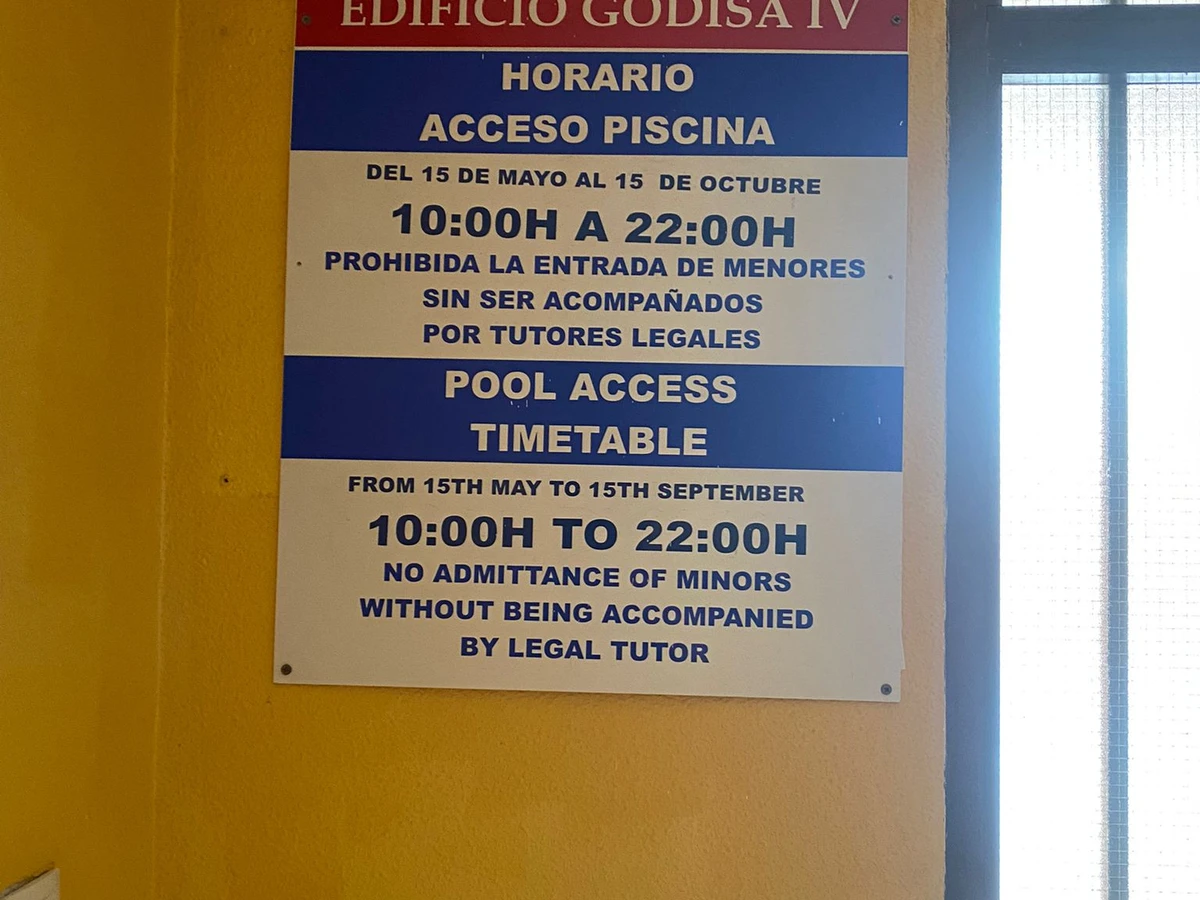 EDIFICIO GODISA IV
HORARIO
ACCESO PISCINA
DEL 15 DE MAYO AL 15 DE OCTUBRE
10:00H A 22:00H
PROHIBIDA LA ENTRADA DE MENORES
SIN SER ACOMPAÑADOS
POR TUTORES LEGALES
POOL ACCESS
TIMETABLE
FROM 15TH MAY TO 15TH SEPTEMBER
10:00H TO 22:00H
NO ADMITTANCE OF MINORS
WITHOUT BEING ACCOMPANIED
BY LEGAL TUTOR